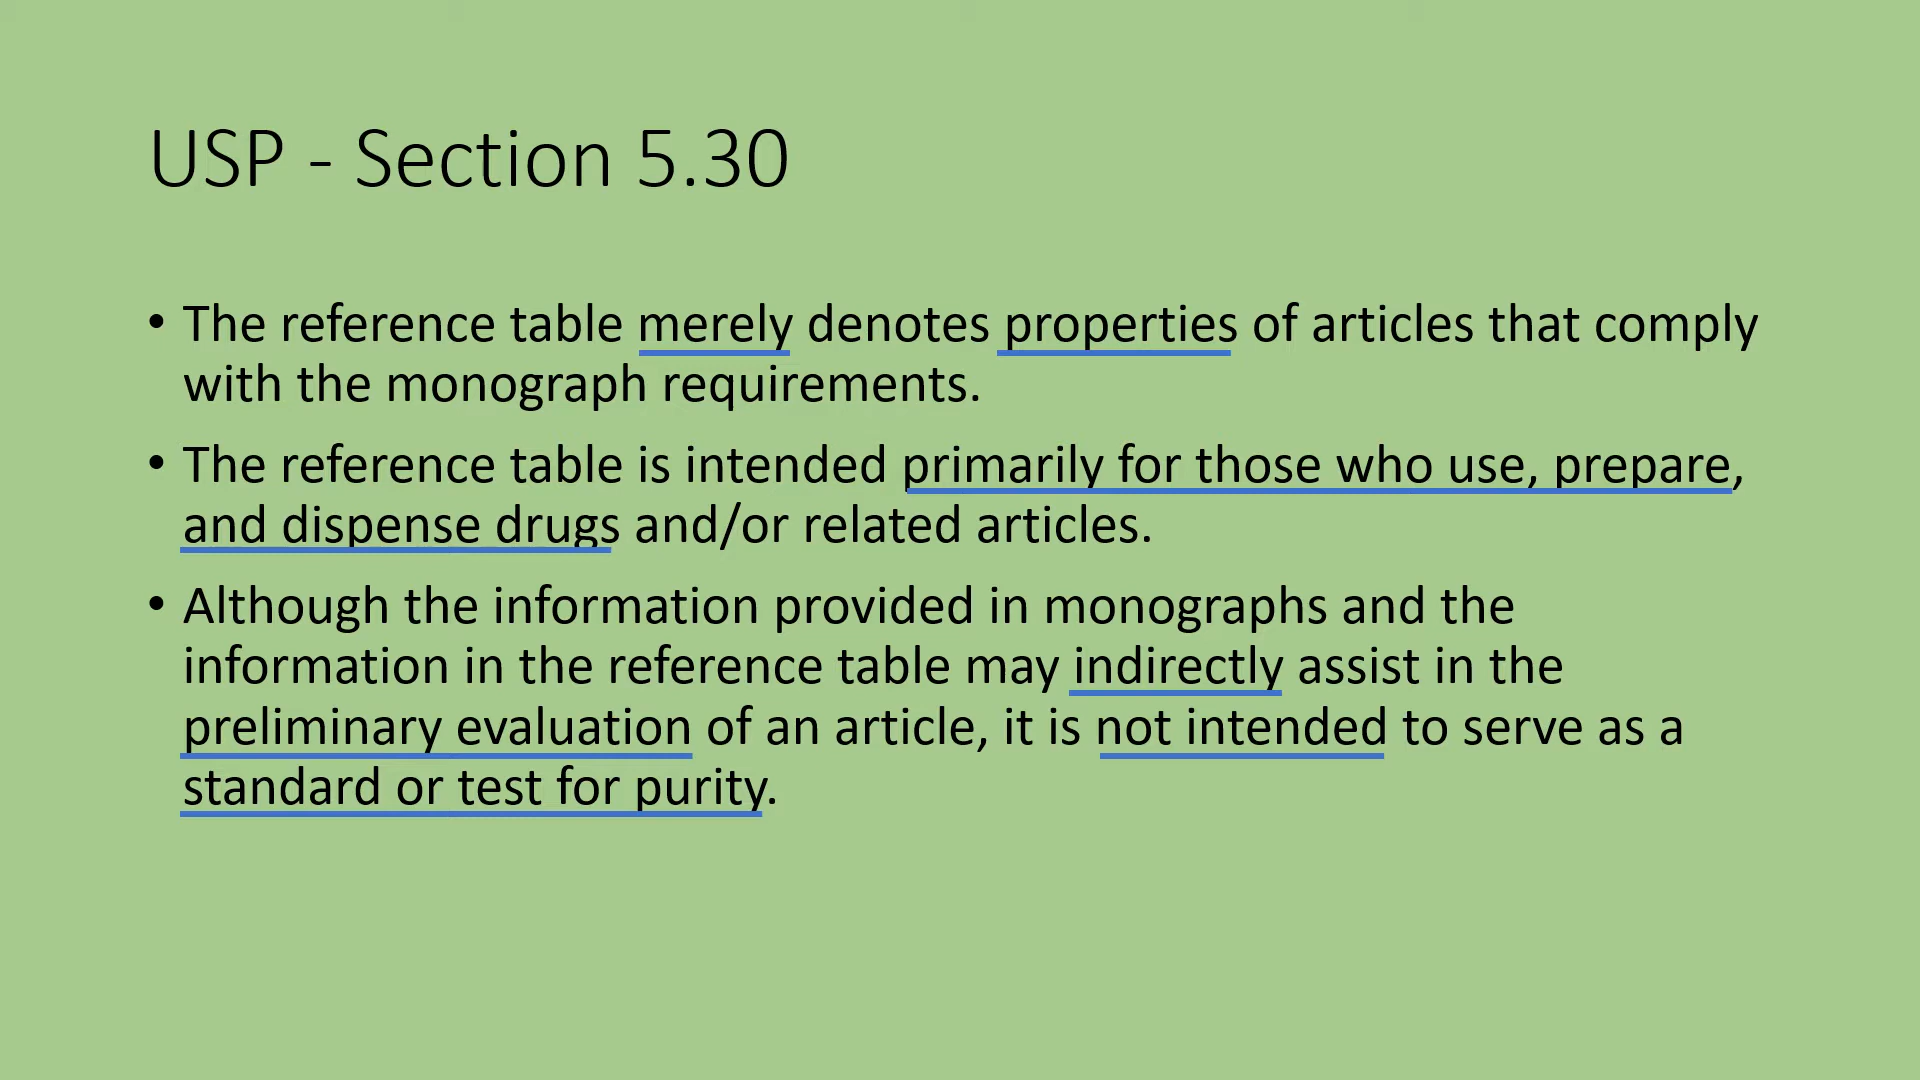 USP - Section 5.30
• The reference table merely denotes properties of articles that comply
with the monograph requirements.
• The reference table is intended primarily for those who use, prepare,
and dispense drugs and/or related articles.
• Although the information provided in monographs and the
information in the reference table may indirectly assist in the
preliminary evaluation of an article, it is not intended to serve as a
standard or test for purity.